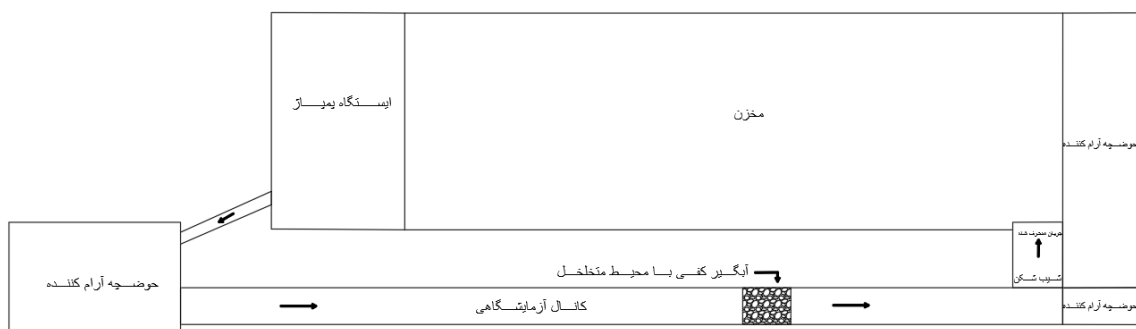 ایستگاه پمپاژ
مخزن
حوضچه آرام کننده
جریان منحرف شده
شیب شکن
آبگیر کفی با محیط متخلخل
حوضچه آرام کننده
کانال آزمایشگاهی
حوضچه آرام کننده